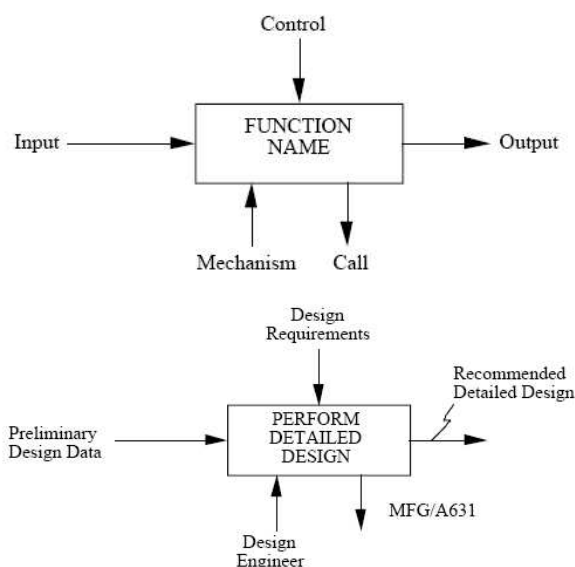 Control
FUNCTION
NAME
Input
Output
Mechanism
Call
Design
Requirements
Recommended
Detailed Design
PERFORM
DETAILED
DESIGN
Preliminary
Design Data
MFG/A631
Design
Engineer